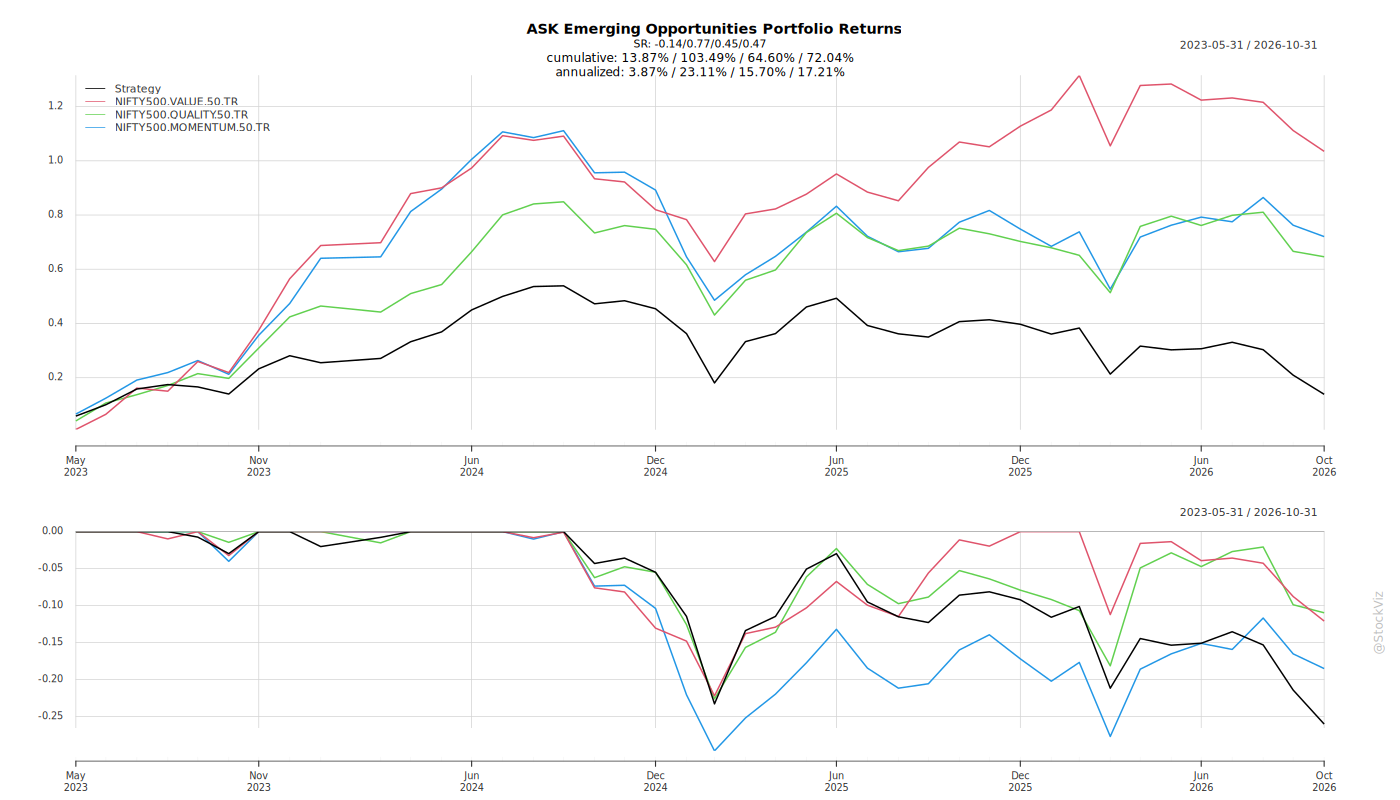 ASK Emerging Opportunities Portfolio Returns
SR: -0.14/0.77/0.45/0.47
cumulative: 13.87% / 103.49% / 64.60% / 72.04%
annualized: 3.87% / 23.11% / 15.70% / 17.21%
2023-05-31 / 2026-10-31
Strategy
NIFTY500.VALUE.50.TR
NIFTY500.QUALITY50.TR
NIFTY500.MOMENTUM.50.TR
1.2
1.0
0.8
0.6
0.4
0.2
May Nov Jun Dec Jun Dec Jun Oct
2023 2023 2024 2024 2025 2025 2026 2026
2023-05-31 / 2026-10-31
0.00
-0.05
-0.10
-0.15
-0.20
-0.25
May Nov Jun Dec Jun Dec Jun Oct
2023 2023 2024 2024 2025 2025 2026 2026
@StockViz